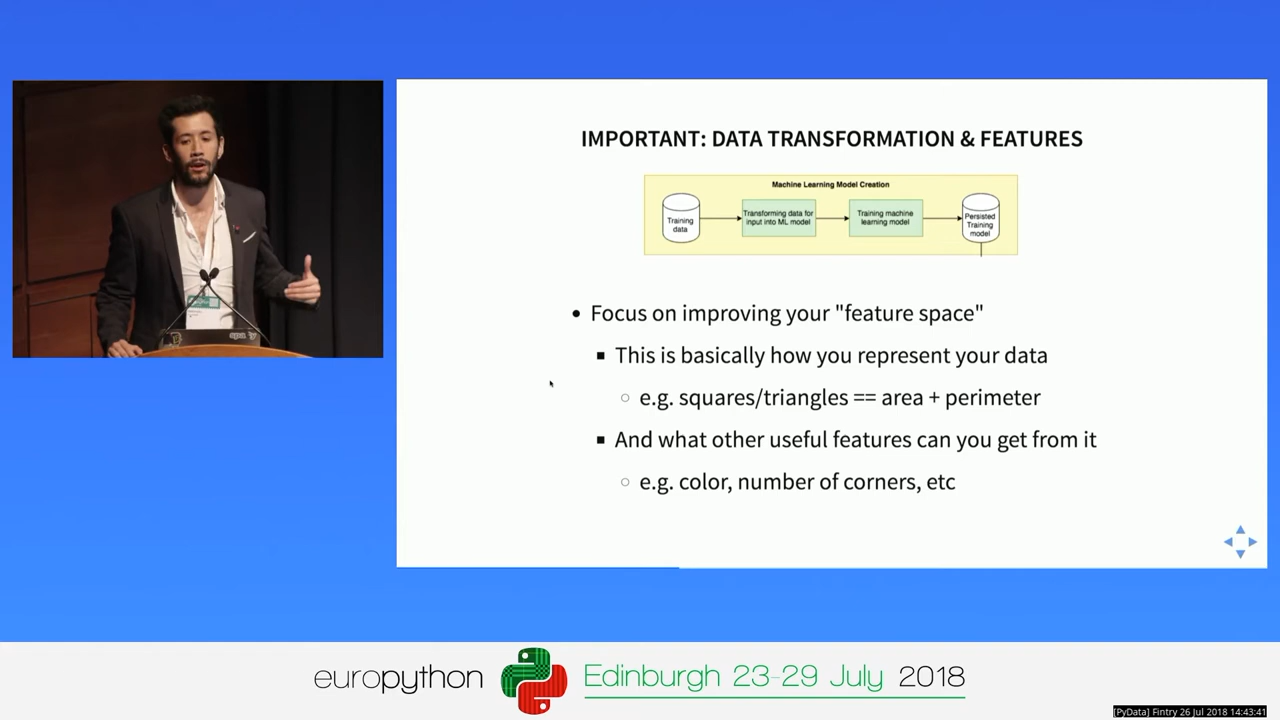 IMPORTANT: DATA TRANSFORMATION & FEATURES
Machine Learning Model Creation
Training
data
Transforming data for
input into ML model
Training machine
learning model
Persisted
Training
model
• Focus on improving your "feature space"
▪ This is basically how you represent your data
○ e.g. squares/triangles == area + perimeter
▪ And what other useful features can you get from it
○ e.g. color, number of corners, etc
europython Edinburgh 23-29 July 2018
[PyData] Fintry 26 Jul 2018 14:43:41